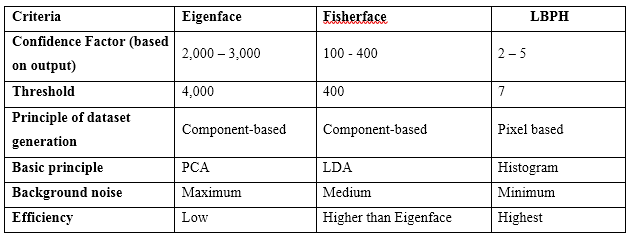 Criteria Eigenface Fisherface LBPH
Confidence Factor (based
on output) 2,000 – 3,000 100 - 400 2 – 5
Threshold 4,000 400 7
Principle of dataset
generation Component-based Component-based Pixel based
Basic principle PCA LDA Histogram
Background noise Maximum Medium Minimum
Efficiency Low Higher than Eigenface Highest